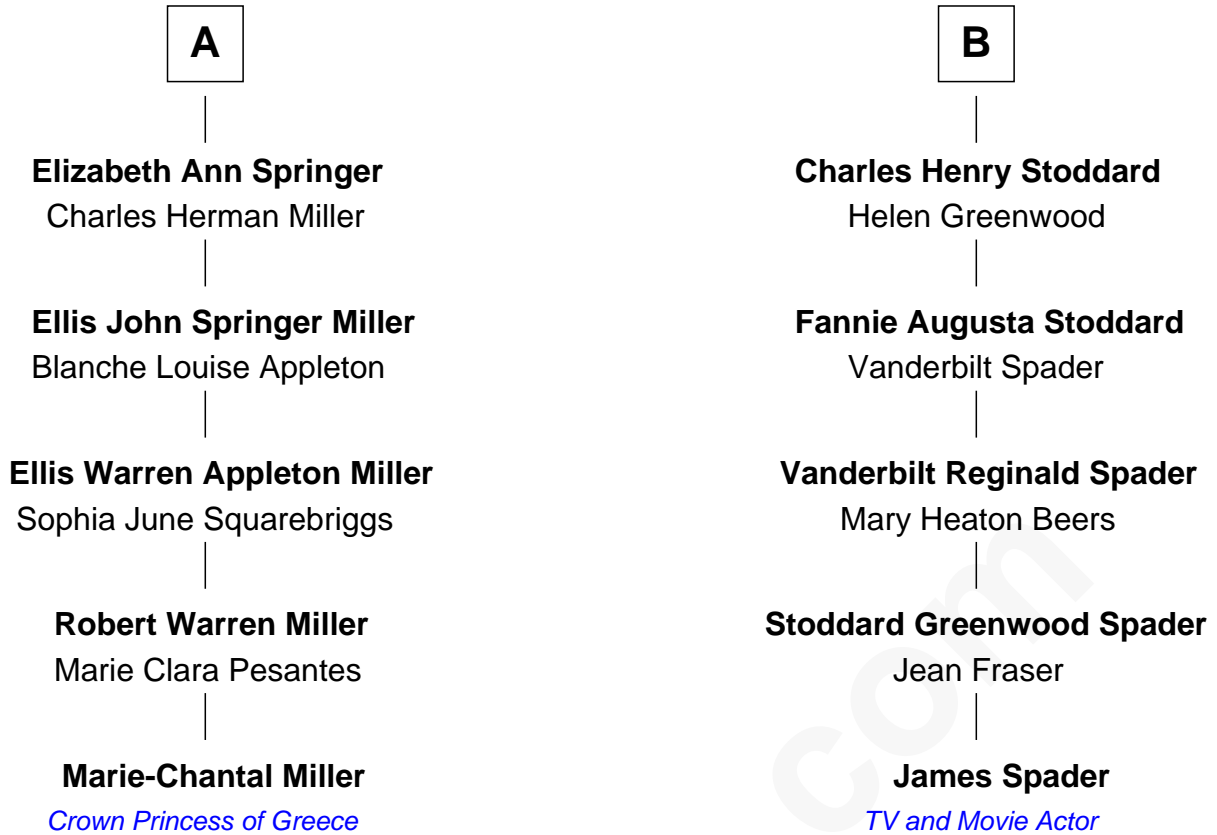 A
Elizabeth Ann Springer
Charles Herman Miller
Ellis John Springer Miller
Blanche Louise Appleton
Ellis Warren Appleton Miller
Sophia June Squarebriggs
Robert Warren Miller
Marie Clara Pesantes
Marie-Chantal Miller
Crown Princess of Greece
B
Charles Henry Stoddard
Helen Greenwood
Fannie Augusta Stoddard
Vanderbilt Spader
Vanderbilt Reginald Spader
Mary Heaton Beers
Stoddard Greenwood Spader
Jean Fraser
James Spader
TV and Movie Actor
com